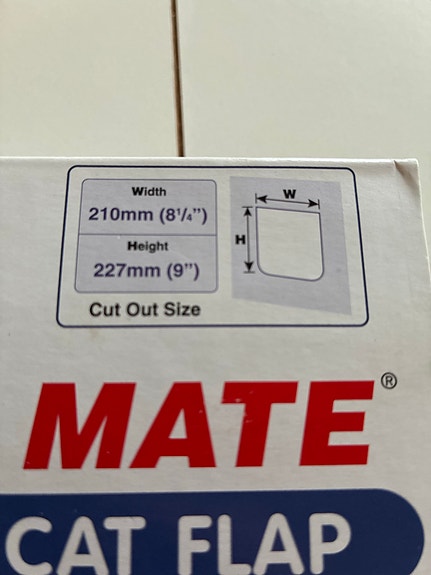 Width
210mm (8¹/₄")
Height
227mm (9")
Cut Out Size
W
H
MATE®
CAT FLAP